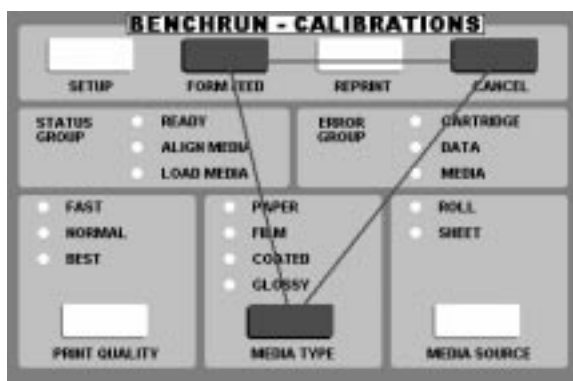 BENCHRUN - CALIBRATIONS
SETUP
FORM FEED
REPRINT
CANCEL
STATUS GROUP
READY
ALIGN MEDIA
LOAD MEDIA
ERROR GROUP
CARTRIDGE
DATA
MEDIA
FAST
NORMAL
BEST
PRINT QUALITY
PAPER
FILM
COATED
GLOSSY
MEDIA TYPE
ROLL
SHEET
MEDIA SOURCE